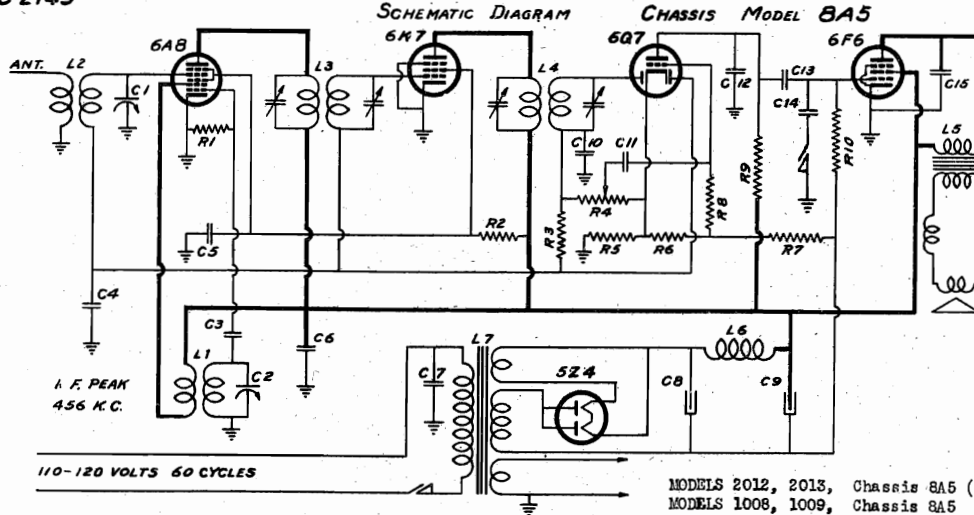 SCHEMATIC DIAGRAM CHASSIS MODEL 8A5
6A8
6K7
6Q7
6F6
ANT.
L2
C1
R1
L3
L4
C10
C11
C12
C13
C14
C15
R9
R10
L5
R4
R8
R3
R2
R5
R6
R7
C5
C4
C3
C6
L1
C2
I.F. PEAK
456 K.C.
C7
L7
5Z4
L6
C8
C9
110-120 VOLTS 60 CYCLES
MODELS 2012, 2013, Chassis 8A5 (
MODELS 1008, 1009, Chassis 8A5